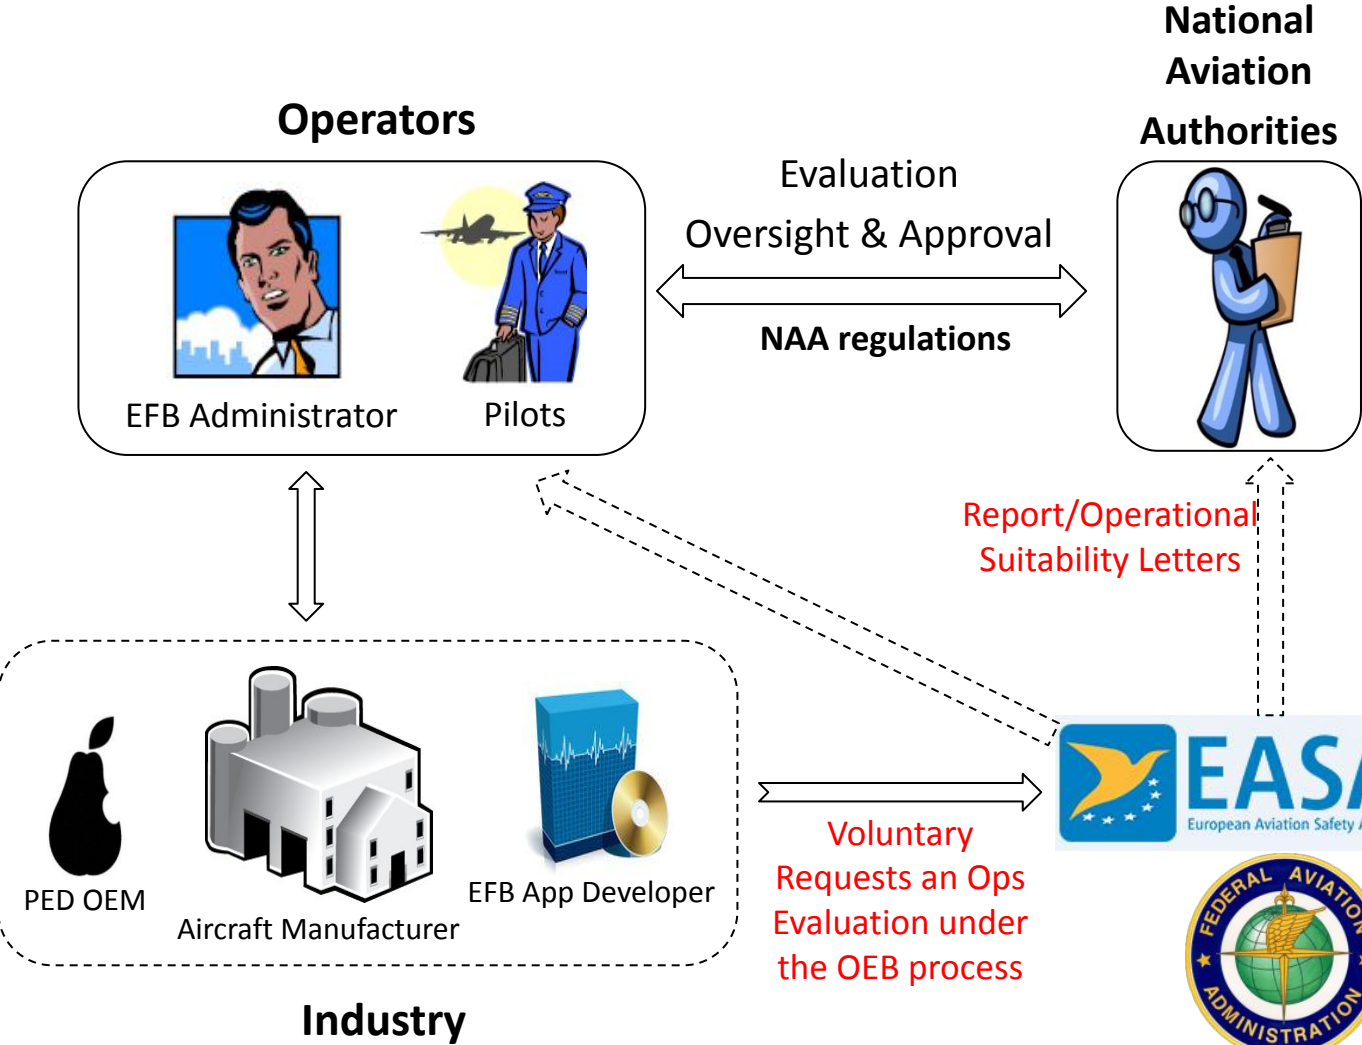 National
Aviation
Authorities
Operators
Evaluation
Oversight & Approval
NAA regulations
EFB Administrator
Pilots
Report/Operational
Suitability Letters
EASA
European Aviation Safety A
PED OEM
Aircraft Manufacturer
EFB App Developer
Voluntary
Requests an Ops
Evaluation under
the OEB process
FEDERAL AVIATION
ADMINISTRATION
Industry